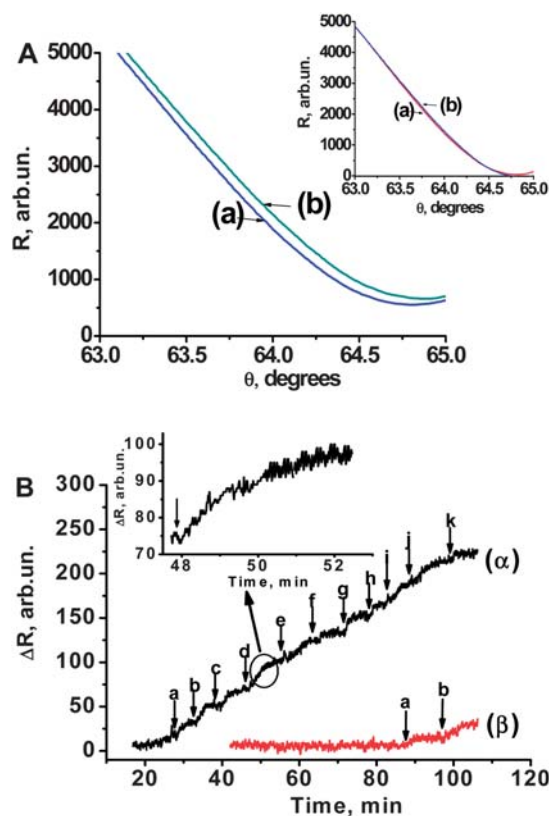 A
R, arb.un.
5000
4000
3000
2000
1000
0
63.0 63.5 64.0 64.5 65.0
θ, degrees
(a)
(b)
R, arb.un.
5000
4000
3000
2000
1000
0
63.0 63.5 64.0 64.5 65.0
θ, degrees
(a)
(b)
B
ΔR, arb.un.
300
250
200
150
100
50
0
20 40 60 80 100 120
Time, min
ΔR, arb.un.
100
90
80
70
48 50 52
Time, min
a b c d e f g h i j k
(α)
a b
(β)